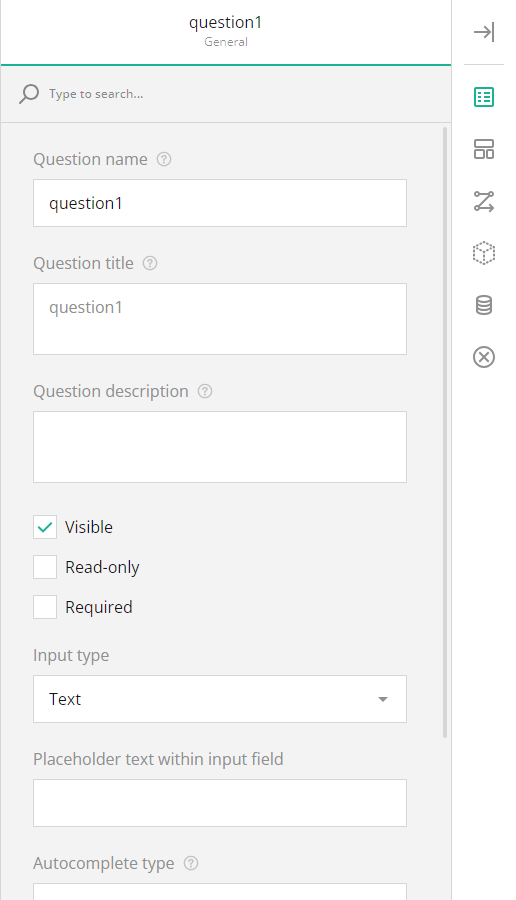 question1
General
Type to search...
Question name
question1
Question title
question1
Question description
Visible
Read-only
Required
Input type
Text
Placeholder text within input field
Autocomplete type